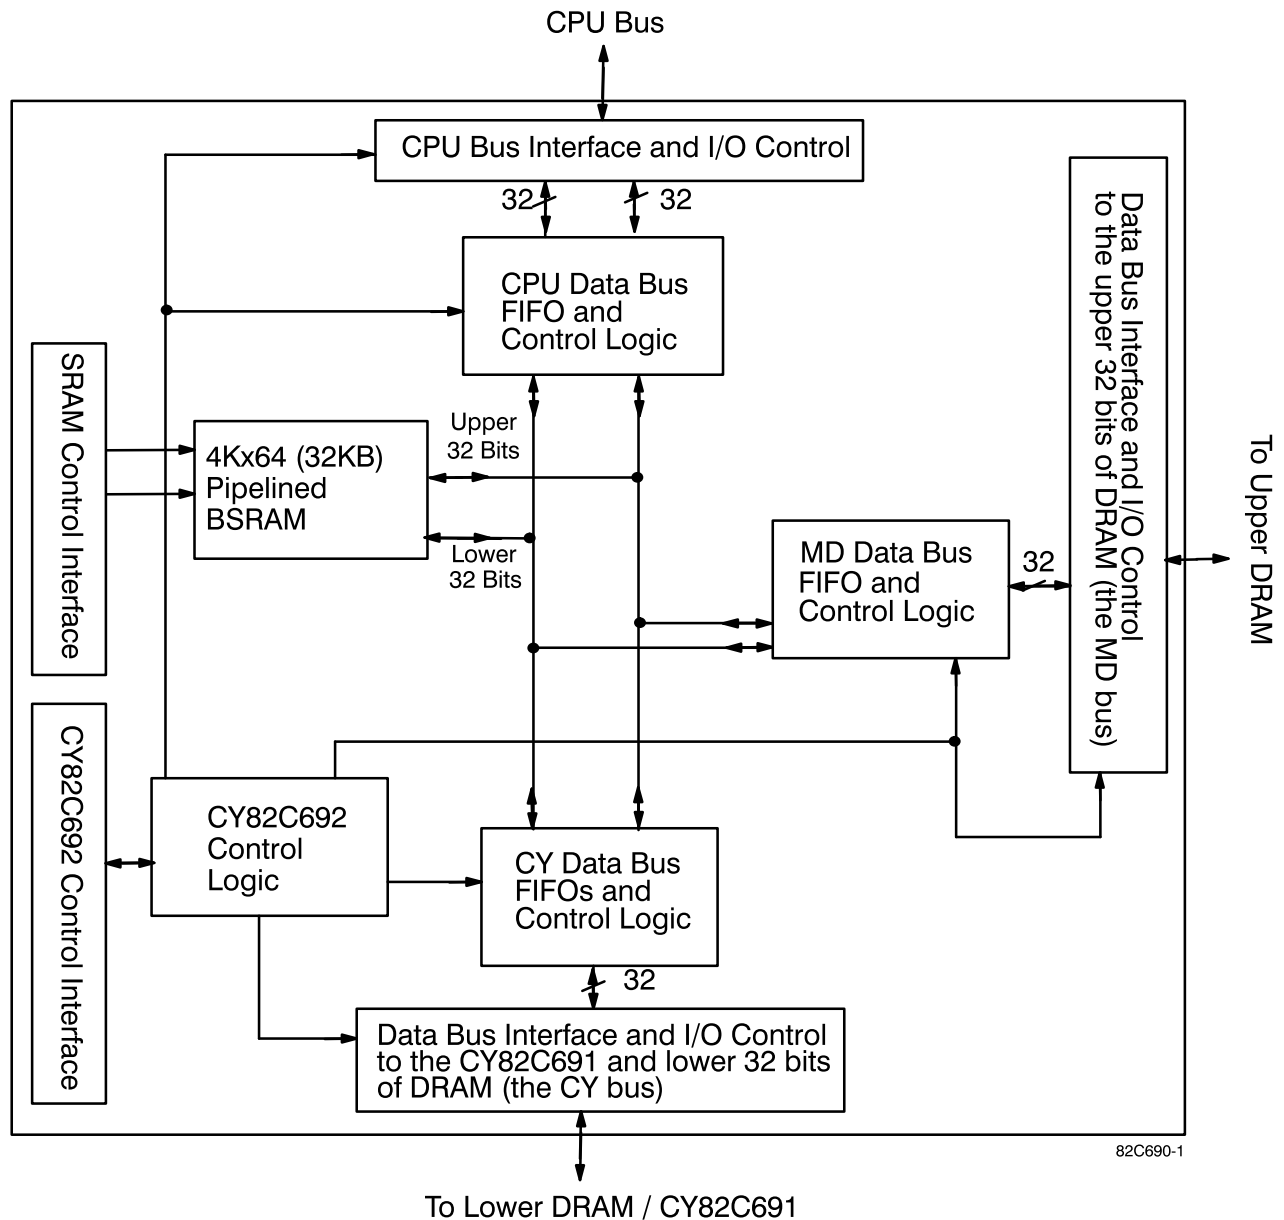 CPU Bus
CPU Bus Interface and I/O Control
32
32
CPU Data Bus
FIFO and
Control Logic
SRAM Control Interface
4Kx64 (32KB)
Pipelined
BSRAM
Upper
32 Bits
Lower
32 Bits
MD Data Bus
FIFO and
Control Logic
32
Data Bus Interface and I/O Control
to the upper 32 bits of DRAM (the MD bus)
To Upper DRAM
CY82C692 Control Interface
CY82C692
Control
Logic
CY Data Bus
FIFOs and
Control Logic
32
Data Bus Interface and I/O Control
to the CY82C691 and lower 32 bits
of DRAM (the CY bus)
82C690-1
To Lower DRAM / CY82C691